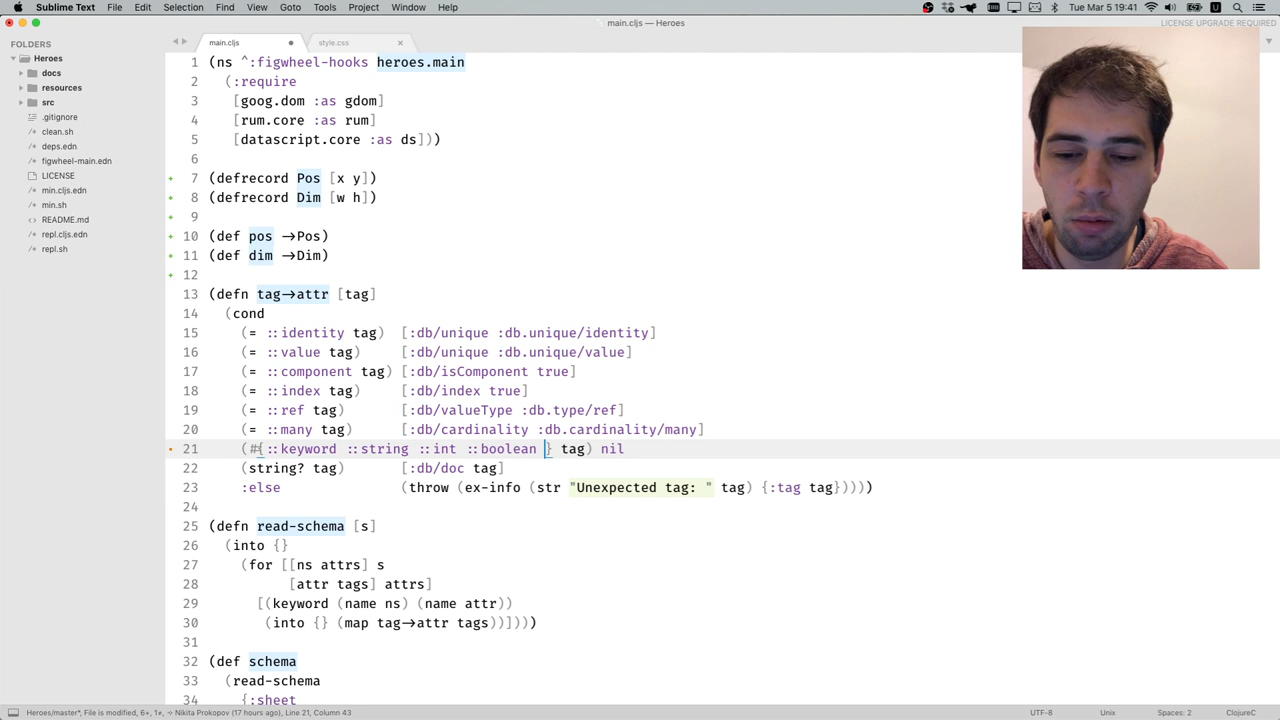 Sublime Text File Edit Selection Find View Goto Tools Project Window Help
Tue Mar 5 19:41
main.cljs — Heroes
LICENSE UPGRADE REQUIRED
FOLDERS
Heroes
docs
resources
src
.gitignore
clean.sh
deps.edn
figwheel-main.edn
LICENSE
min.cljs.edn
min.sh
README.md
repl.cljs.edn
repl.sh
main.cljs
style.css
1 (ns ^:figwheel-hooks heroes.main
2 (:require
3 [goog.dom :as gdom]
4 [rum.core :as rum]
5 [datascript.core :as ds]))
6
7 (defrecord Pos [x y])
8 (defrecord Dim [w h])
9
10 (def pos →Pos)
11 (def dim →Dim)
12
13 (defn tag→attr [tag]
14 (cond
15 (= ::identity tag) [:db/unique :db.unique/identity]
16 (= ::value tag) [:db/unique :db.unique/value]
17 (= ::component tag) [:db/isComponent true]
18 (= ::index tag) [:db/index true]
19 (= ::ref tag) [:db/valueType :db.type/ref]
20 (= ::many tag) [:db/cardinality :db.cardinality/many]
21 (#{::keyword ::string ::int ::boolean } tag) nil
22 (string? tag) [:db/doc tag]
23 :else (throw (ex-info (str "Unexpected tag: " tag) {:tag tag}))))
24
25 (defn read-schema [s]
26 (into {}
27 (for [[ns attrs] s
28 [attr tags] attrs]
29 [(keyword (name ns) (name attr))
30 (into {} (map tag→attr tags))])))
31
32 (def schema
33 (read-schema
34 {:sheet
Heroes/master*, File is modified, 6+, 1≠, Nikita Prokopov (17 hours ago), Line 21, Column 43
UTF-8 Unix Spaces: 2 ClojureC